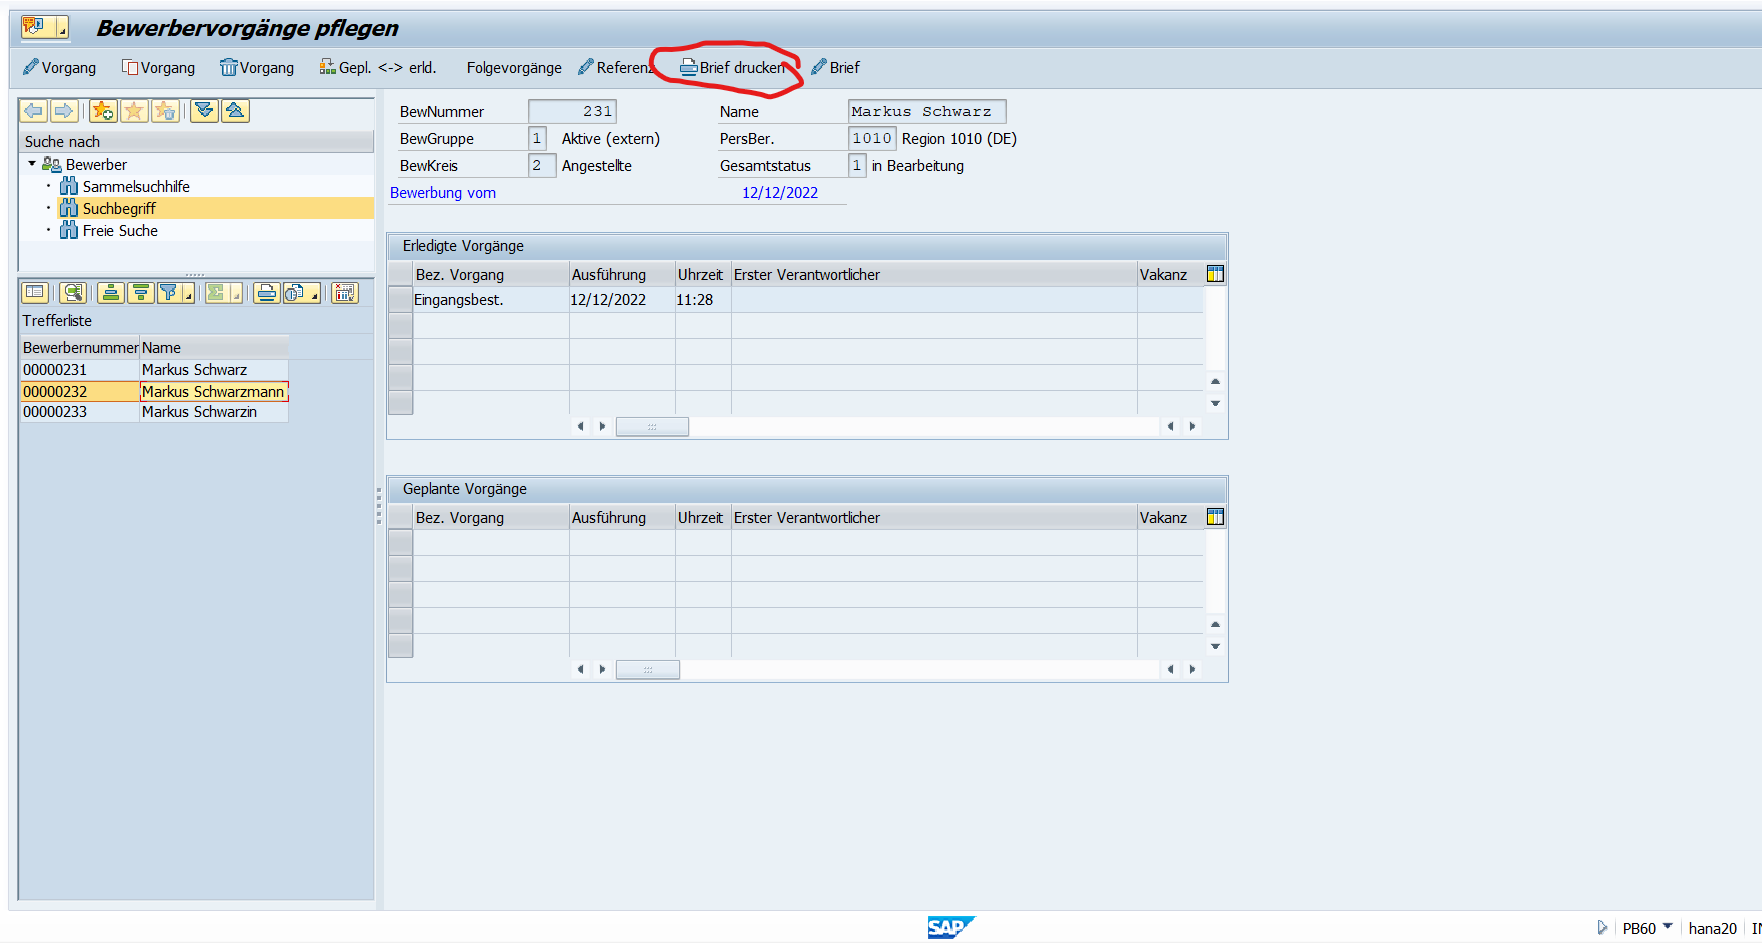 Bewerbervorgänge pflegen
Vorgang Vorgang Vorgang Gepl. <-> erld. Folgevorgänge Referenz Brief drucken Brief
Suche nach
Bewerber
Sammelsuchhilfe
Suchbegriff
Freie Suche
Trefferliste
Bewerbernummer Name
00000231 Markus Schwarz
00000232 Markus Schwarzmann
00000233 Markus Schwarzin
BewNummer 231 Name Markus Schwarz
BewGruppe 1 Aktive (extern) PersBer. 1010 Region 1010 (DE)
BewKreis 2 Angestellte Gesamtstatus 1 in Bearbeitung
Bewerbung vom 12/12/2022
Erledigte Vorgänge
Bez. Vorgang Ausführung Uhrzeit Erster Verantwortlicher Vakanz
Eingangsbest. 12/12/2022 11:28
Geplante Vorgänge
Bez. Vorgang Ausführung Uhrzeit Erster Verantwortlicher Vakanz
SAP
PB60 hana20